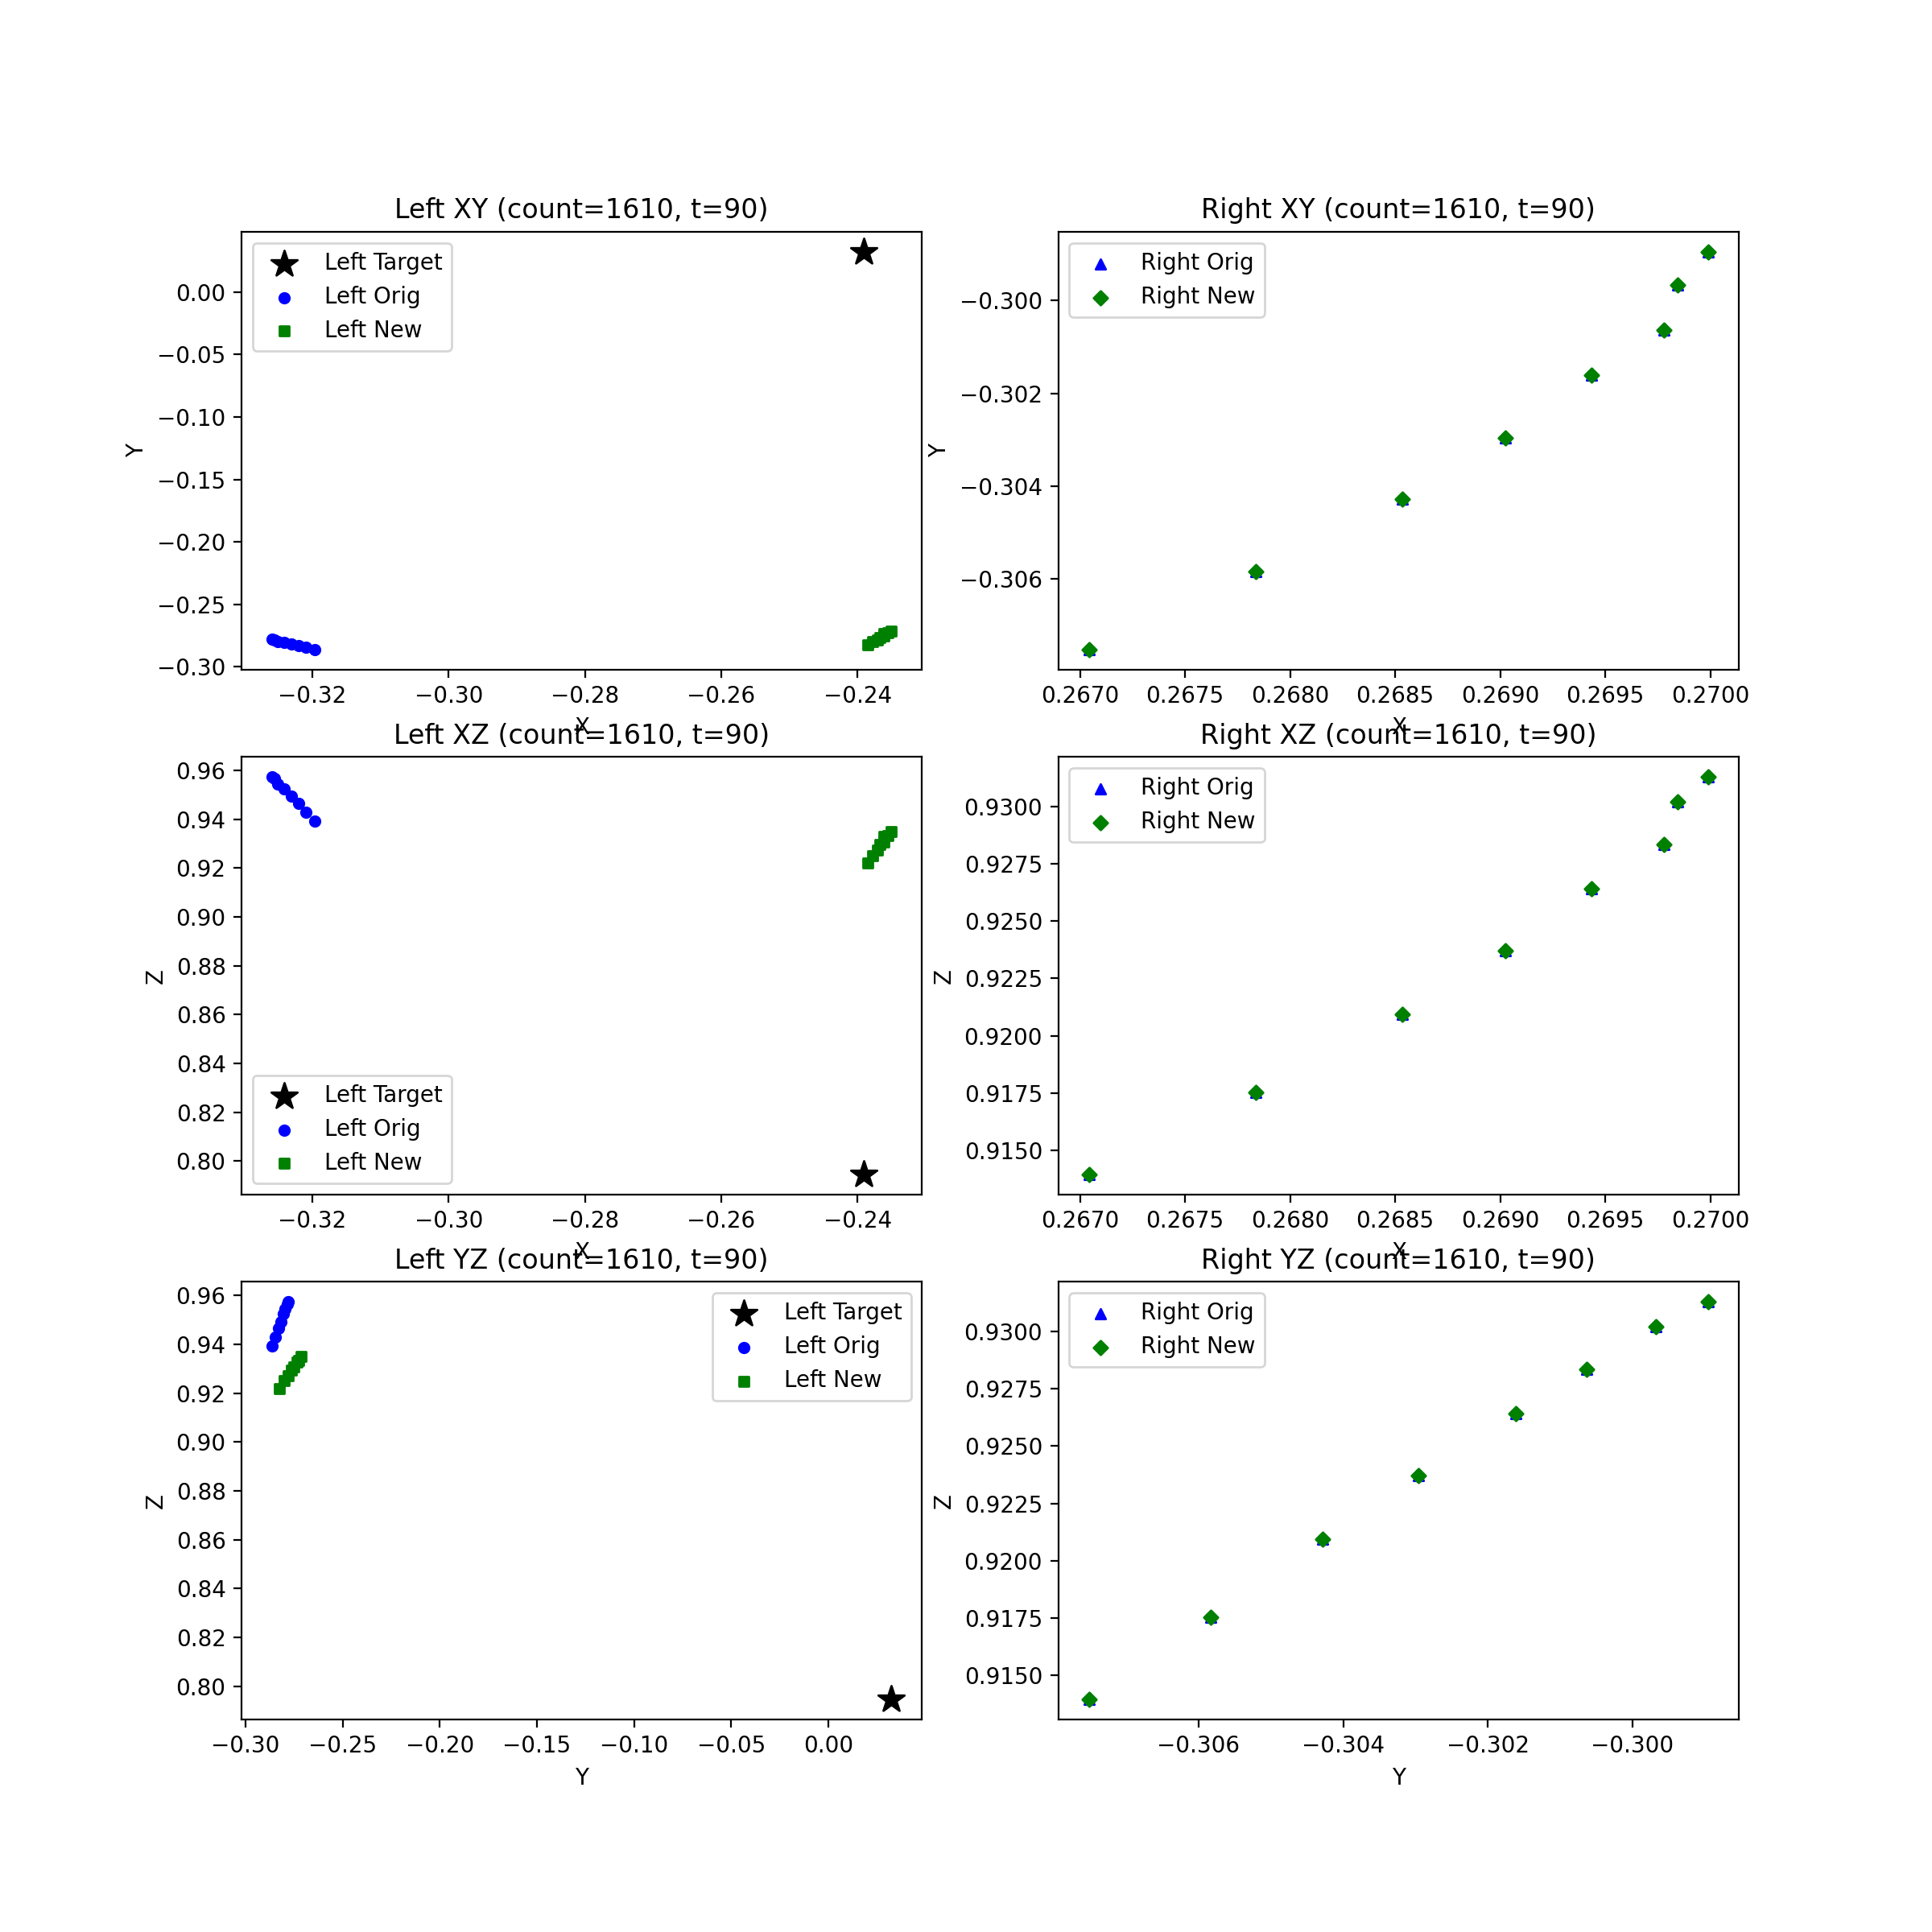 Left XY (count=1610, t=90)
Left Target
Left Orig
Left New
0.00
−0.05
−0.10
−0.15
−0.20
−0.25
−0.30
Y
−0.32 −0.30 −0.28 −0.26 −0.24
X
Right XY (count=1610, t=90)
Right Orig
Right New
−0.300
−0.302
−0.304
−0.306
Y
0.2670 0.2675 0.2680 0.2685 0.2690 0.2695 0.2700
X
Left XZ (count=1610, t=90)
0.96
0.94
0.92
0.90
0.88
0.86
0.84
0.82
0.80
Z
Left Target
Left Orig
Left New
−0.32 −0.30 −0.28 −0.26 −0.24
X
Right XZ (count=1610, t=90)
Right Orig
Right New
0.9300
0.9275
0.9250
0.9225
0.9200
0.9175
0.9150
Z
0.2670 0.2675 0.2680 0.2685 0.2690 0.2695 0.2700
X
Left YZ (count=1610, t=90)
Left Target
Left Orig
Left New
0.96
0.94
0.92
0.90
0.88
0.86
0.84
0.82
0.80
Z
−0.30 −0.25 −0.20 −0.15 −0.10 −0.05 0.00
Y
Right YZ (count=1610, t=90)
Right Orig
Right New
0.9300
0.9275
0.9250
0.9225
0.9200
0.9175
0.9150
Z
−0.306 −0.304 −0.302 −0.300
Y